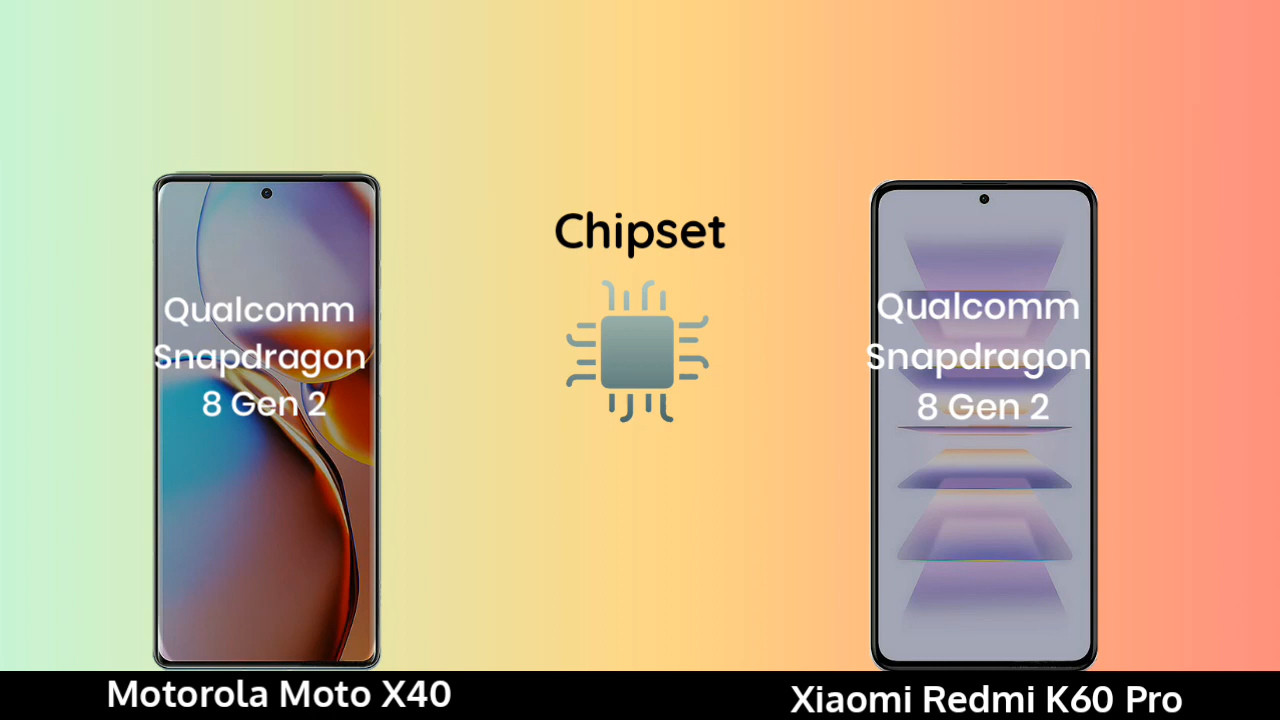 Chipset
Qualcomm
Snapdragon
8 Gen 2
Qualcomm
Snapdragon
8 Gen 2
Motorola Moto X40
Xiaomi Redmi K60 Pro